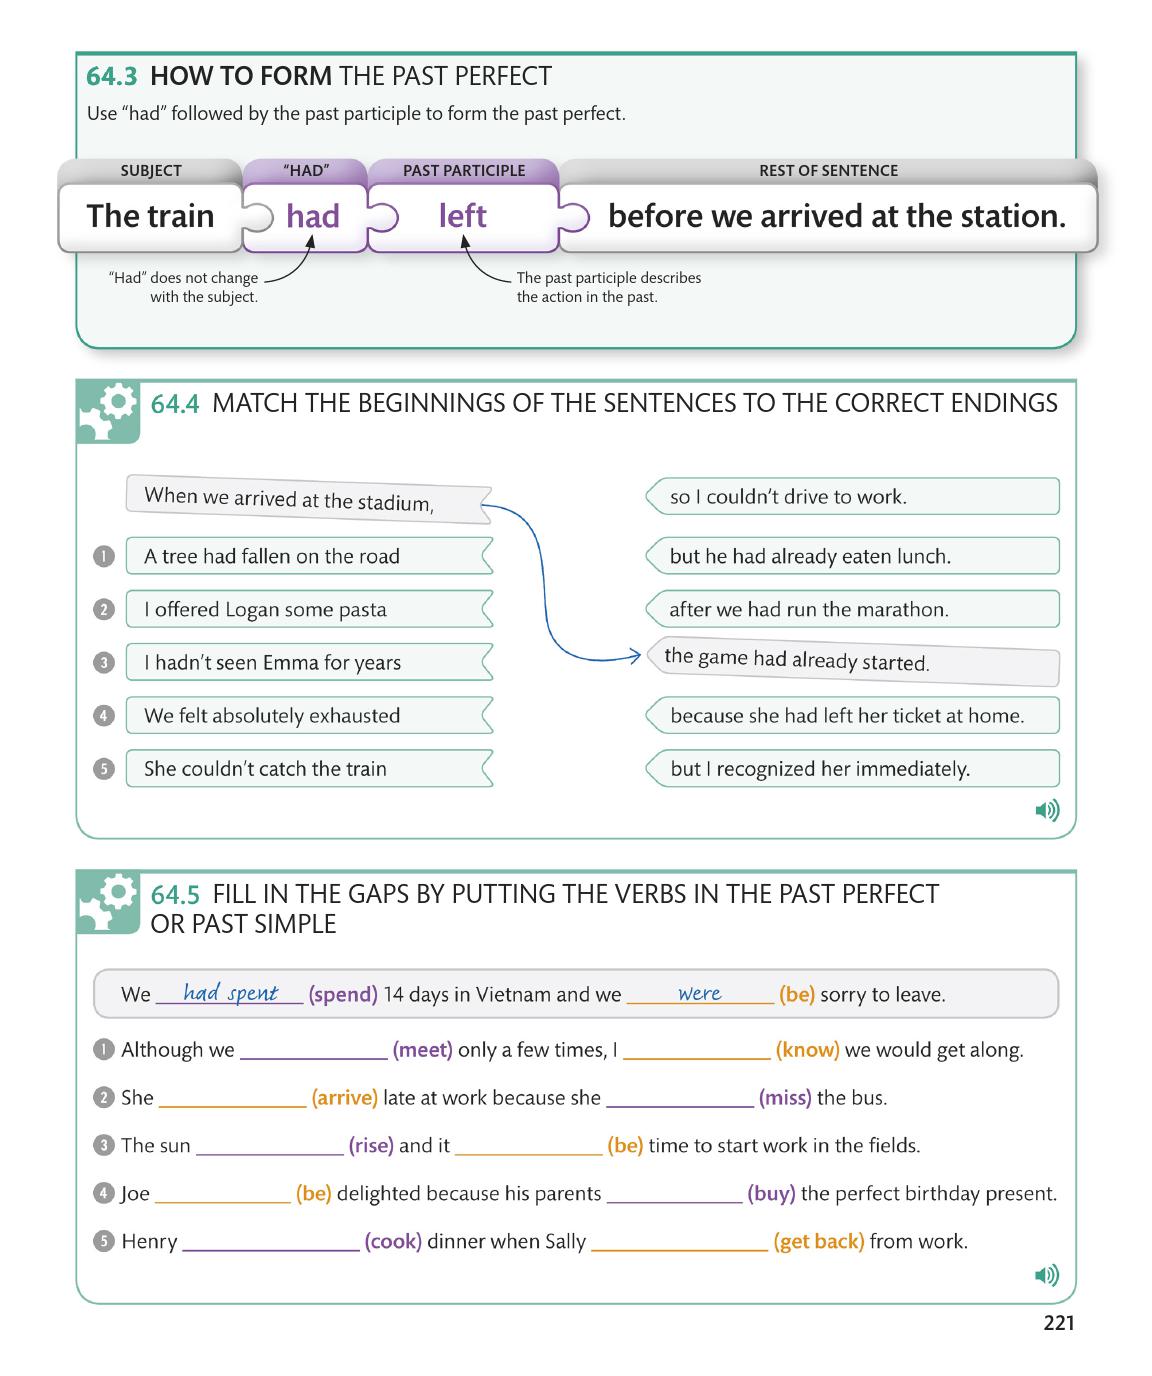 64.3 HOW TO FORM THE PAST PERFECT
Use “had” followed by the past participle to form the past perfect.
SUBJECT “HAD” PAST PARTICIPLE REST OF SENTENCE
The train had left before we arrived at the station.
“Had” does not change
with the subject.
The past participle describes
the action in the past.
64.4 MATCH THE BEGINNINGS OF THE SENTENCES TO THE CORRECT ENDINGS
When we arrived at the stadium, so I couldn’t drive to work.
1 A tree had fallen on the road but he had already eaten lunch.
2 I offered Logan some pasta after we had run the marathon.
3 I hadn’t seen Emma for years the game had already started.
4 We felt absolutely exhausted because she had left her ticket at home.
5 She couldn’t catch the train but I recognized her immediately.
64.5 FILL IN THE GAPS BY PUTTING THE VERBS IN THE PAST PERFECT
OR PAST SIMPLE
We had spent (spend) 14 days in Vietnam and we were (be) sorry to leave.
1 Although we ____________ (meet) only a few times, I ____________ (know) we would get along.
2 She ____________ (arrive) late at work because she ____________ (miss) the bus.
3 The sun ____________ (rise) and it ____________ (be) time to start work in the fields.
4 Joe ____________ (be) delighted because his parents ____________ (buy) the perfect birthday present.
5 Henry ____________ (cook) dinner when Sally ____________ (get back) from work.
221